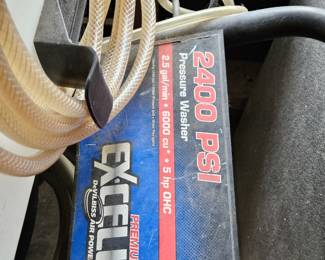 2400 PSI
Pressure Washer
2.5 gal/min • 6000 cu • 5 hp OHC
PREMIUM
EXCELL
DEVILBISS AIR POWER